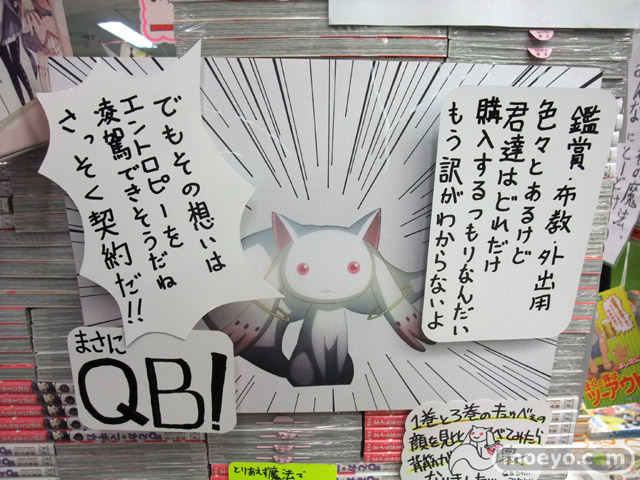 鑑賞・布教・外出用
色々とあるけど
君達はどれだけ
購入するつもりなんだい
もう訳がわからないよ
でもその想いは
エントロピーを
凌駕できそうだね
さっそく契約だ!!
まさに
QB!
1巻と3巻のキュゥべえの
顔を見比べてみたら
背筋が
とりあえず魔法で
moeyo.com